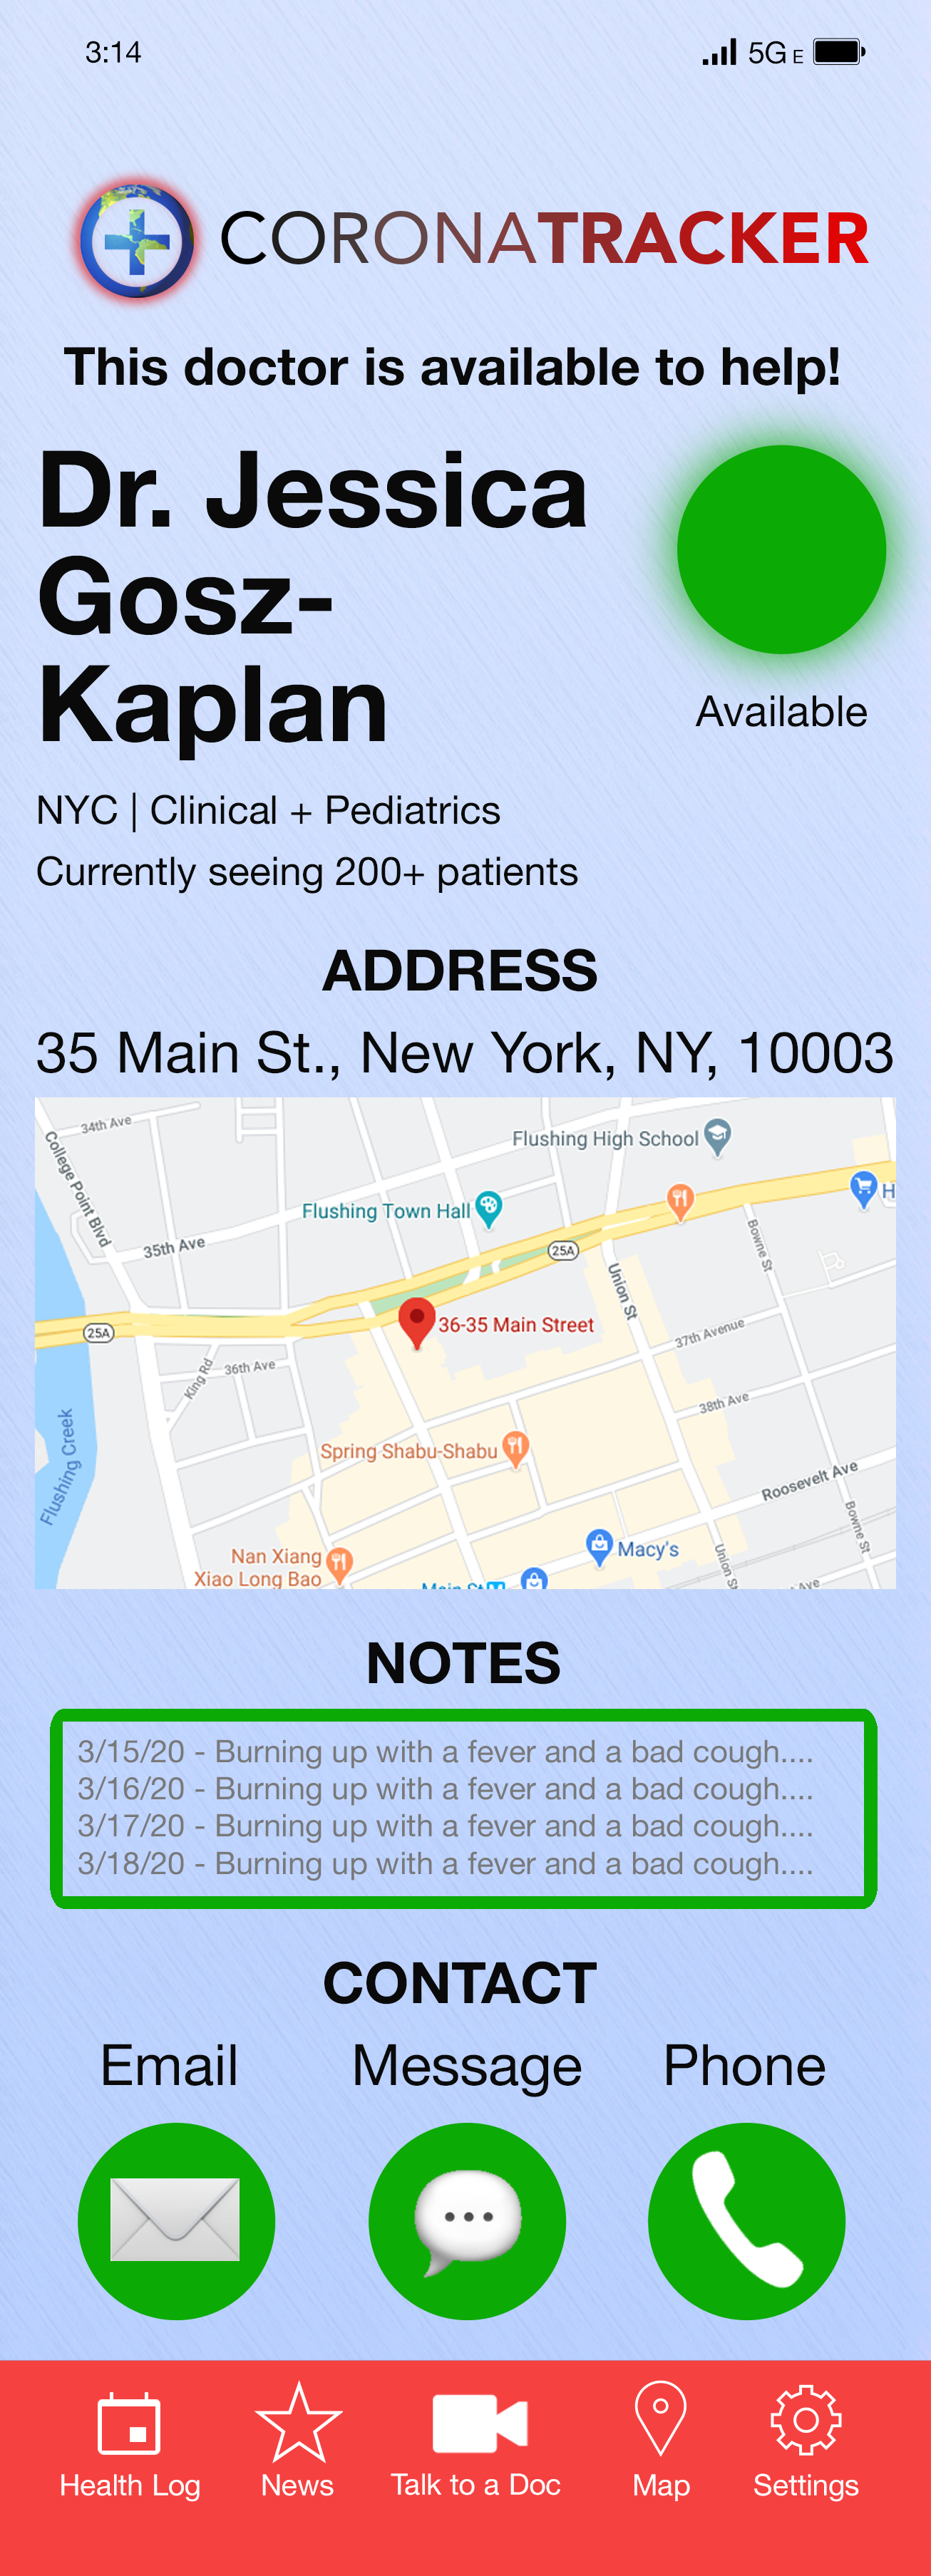 3:14
5G E
CORONATRACKER
This doctor is available to help!
Dr. Jessica
Gosz-
Kaplan
Available
NYC | Clinical + Pediatrics
Currently seeing 200+ patients
ADDRESS
35 Main St., New York, NY, 10003
34th Ave
College Point Blvd
Flushing High School
Flushing Town Hall
H
35th Ave
25A
Bowne St
Union St
36-35 Main Street
25A
37th Avenue
King Rd
36th Ave
38th Ave
Flushing Creek
Spring Shabu-Shabu
Roosevelt Ave
Bowne St
Macy's
Nan Xiang
Xiao Long Bao
Union S
Main St
Ave
NOTES
3/15/20 - Burning up with a fever and a bad cough....
3/16/20 - Burning up with a fever and a bad cough....
3/17/20 - Burning up with a fever and a bad cough....
3/18/20 - Burning up with a fever and a bad cough....
CONTACT
Email
Message
Phone
Health Log
News
Talk to a Doc
Map
Settings